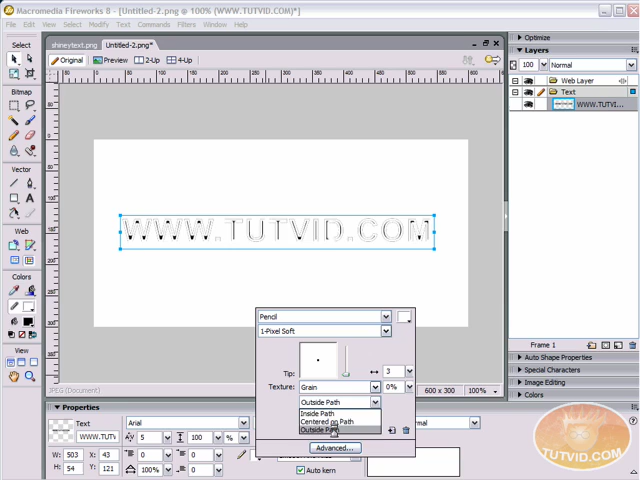 Macromedia Fireworks 8 - [Untitled-2.png (WWW.TUTVID.COM)*]
File Edit View Select Modify Text Commands Filters Window Help
Select
shineytext.png
Untitled-2.png*
Original
Preview
2-Up
4-Up
Bitmap
Vector
Web
Colors
View
WWW.TUTVID.COM
Pencil
1-Pixel Soft
Tip:
3
Texture:
Grain
0%
Outside Path
Inside Path
Centered on Path
Outside Path
Advanced...
JPEG (Document)
600 x 300
100%
Optimize
Layers
100
Normal
Web Layer
Text
WWW.TUTVI...
Frame 1
Auto Shape Properties
Special Characters
Image Editing
Colors
Properties
Text
WWW.TUTV
W: 503
X: 43
H: 54
Y: 121
Arial
5
100
%
0
0
100%
0
Auto kern
TUTVID.COM